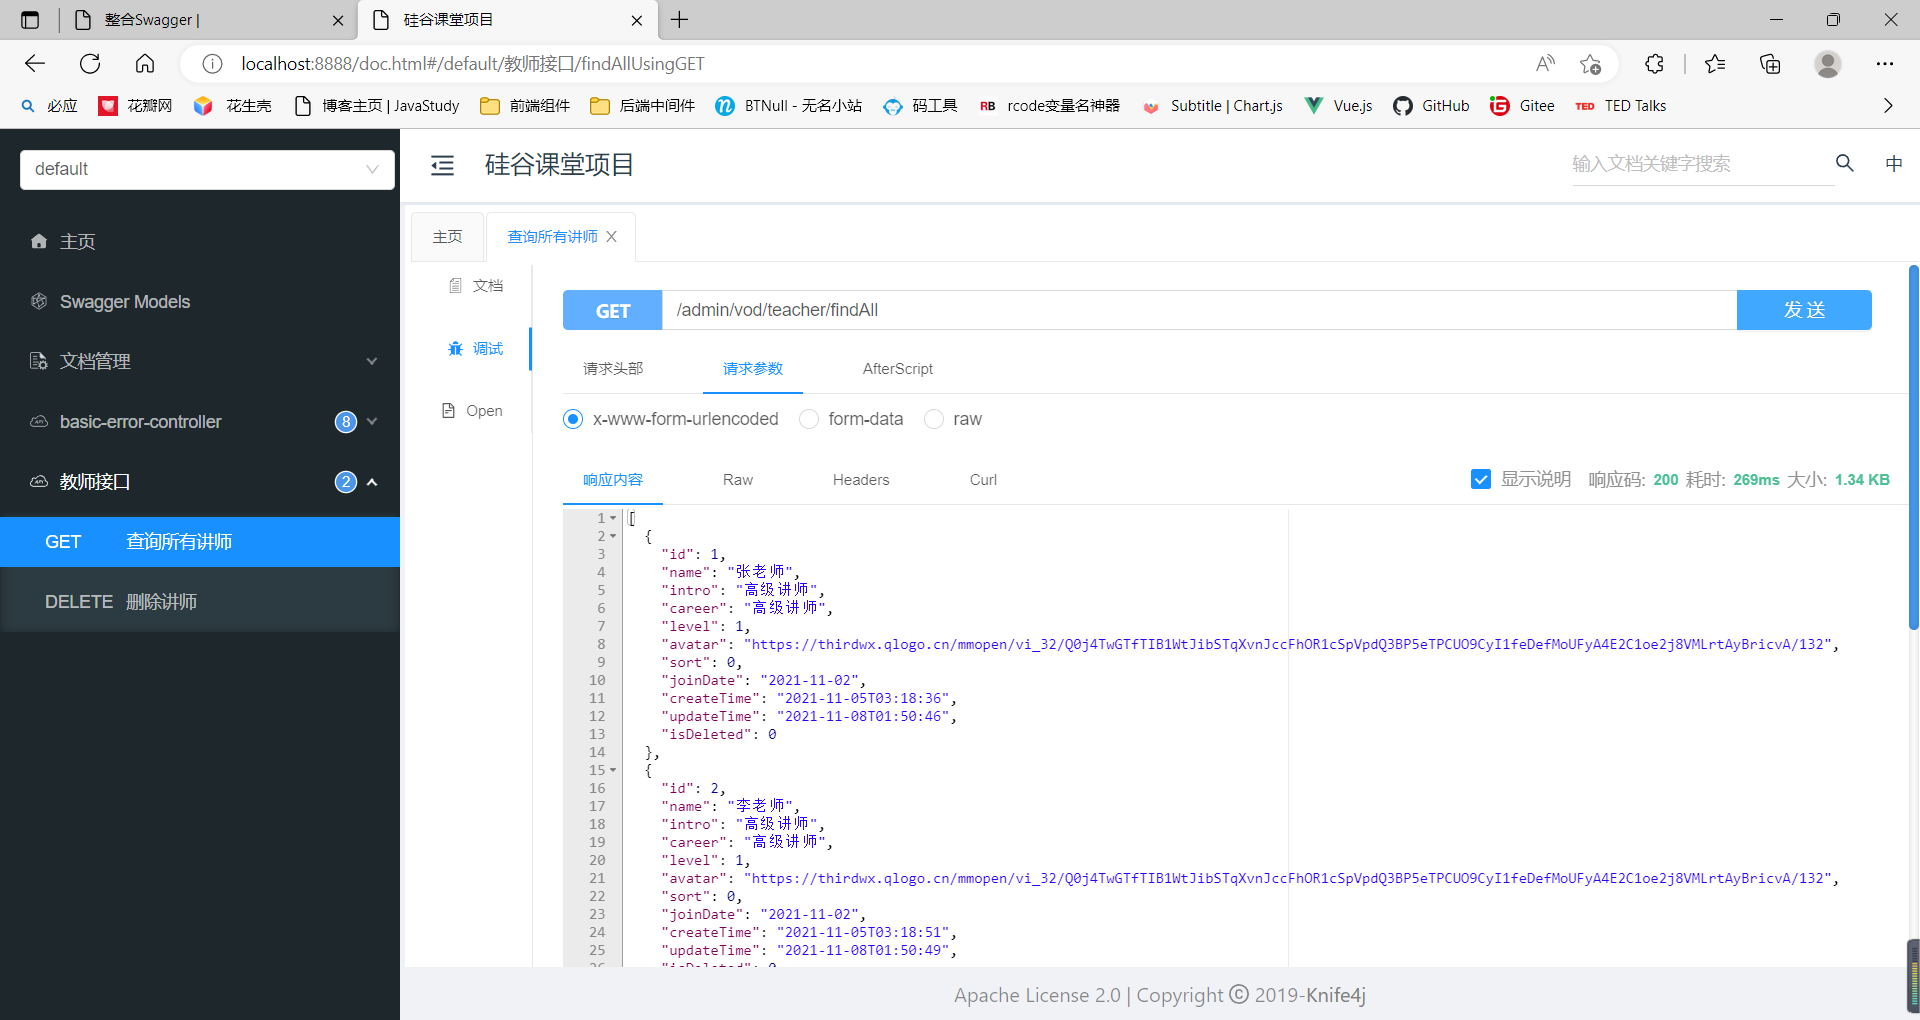 整合Swagger |
硅谷课堂项目
localhost:8888/doc.html#/default/教师接口/findAllUsingGET
必应
花瓣网
花生壳
博客主页 | JavaStudy
前端组件
后端中间件
BTNull - 无名小站
码工具
RB rcode变量名神器
Subtitle | Chart.js
Vue.js
GitHub
Gitee
TED TED Talks
default
主页
Swagger Models
文档管理
basic-error-controller 8
教师接口 2
GET 查询所有讲师
DELETE 删除讲师
硅谷课堂项目
输入文档关键字搜索
中
主页
查询所有讲师
文档
调试
Open
GET /admin/vod/teacher/findAll 发 送
请求头部 请求参数 AfterScript
x-www-form-urlencoded form-data raw
响应内容 Raw Headers Curl
显示说明 响应码: 200 耗时: 269ms 大小: 1.34 KB
1 [
2 {
3 "id": 1,
4 "name": "张老师",
5 "intro": "高级讲师",
6 "career": "高级讲师",
7 "level": 1,
8 "avatar": "https://thirdwx.qlogo.cn/mmopen/vi_32/Q0j4TwGTfTIB1WtJibSTqXvnJccFhOR1cSpVpdQ3BP5eTPCUO9CyI1feDefMoUFyA4E2C1oe2j8VMLrtAyBricvA/132",
9 "sort": 0,
10 "joinDate": "2021-11-02",
11 "createTime": "2021-11-05T03:18:36",
12 "updateTime": "2021-11-08T01:50:46",
13 "isDeleted": 0
14 },
15 {
16 "id": 2,
17 "name": "李老师",
18 "intro": "高级讲师",
19 "career": "高级讲师",
20 "level": 1,
21 "avatar": "https://thirdwx.qlogo.cn/mmopen/vi_32/Q0j4TwGTfTIB1WtJibSTqXvnJccFhOR1cSpVpdQ3BP5eTPCUO9CyI1feDefMoUFyA4E2C1oe2j8VMLrtAyBricvA/132",
22 "sort": 0,
23 "joinDate": "2021-11-02",
24 "createTime": "2021-11-05T03:18:51",
25 "updateTime": "2021-11-08T01:50:49",
Apache License 2.0 | Copyright © 2019-Knife4j